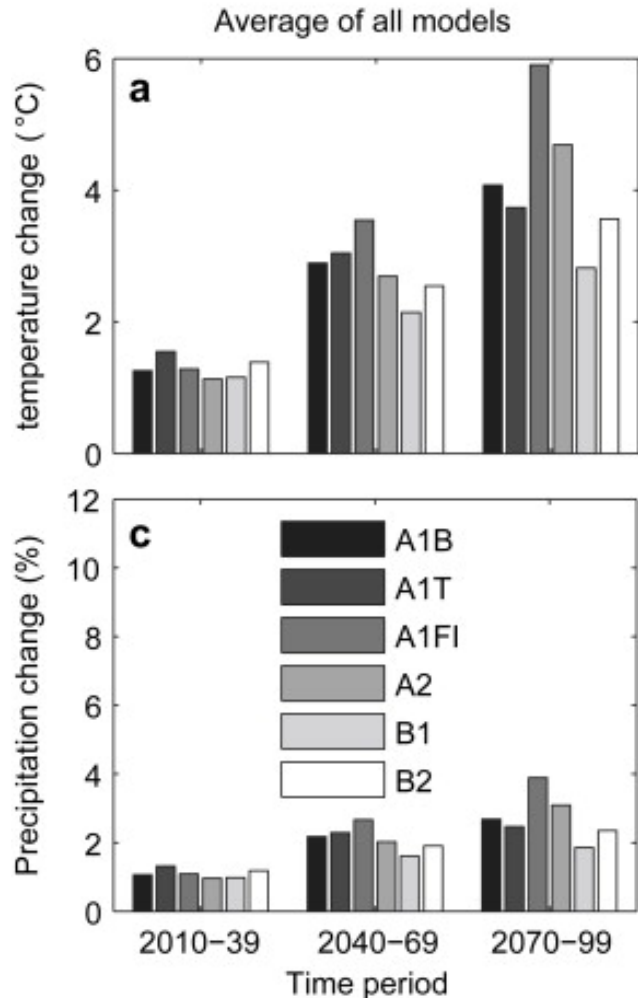 Average of all models
a
temperature change (°C)
6
4
2
0
c
Precipitation change (%)
12
10
8
6
4
2
0
A1B
A1T
A1FI
A2
B1
B2
2010−39 2040−69 2070−99
Time period